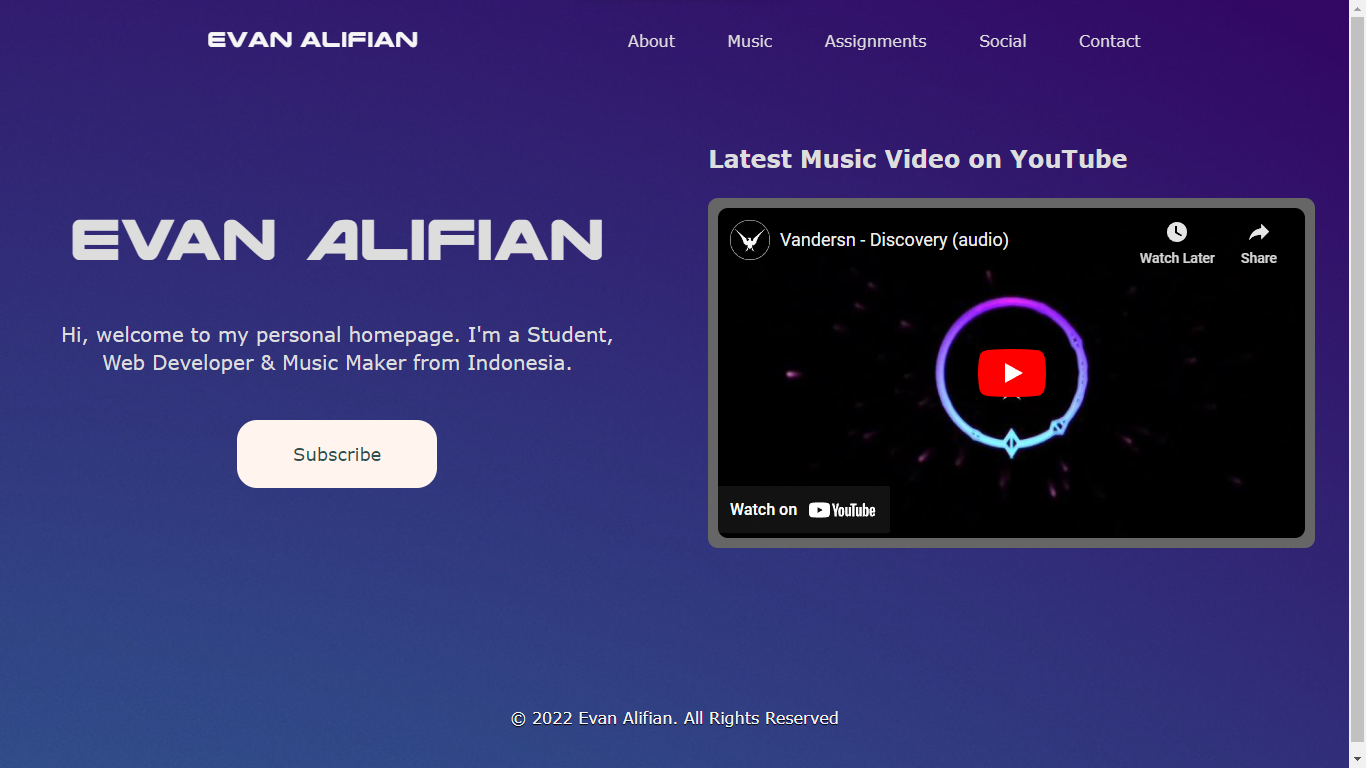 EVAN ALIFIAN
About
Music
Assignments
Social
Contact
EVAN ALIFIAN
Hi, welcome to my personal homepage. I'm a Student,
Web Developer & Music Maker from Indonesia.
Subscribe
Latest Music Video on YouTube
Vandersn - Discovery (audio)
Watch Later
Share
Watch on YouTube
© 2022 Evan Alifian. All Rights Reserved